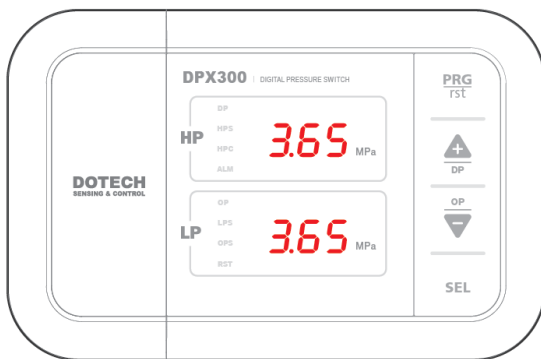 DPX300 | DIGITAL PRESSURE SWITCH
PRG
rst
DP
HPS
HP
HPC
ALM
3.65 MPa
+
DP
DOTECH
SENSING & CONTROL
OP
LPS
LP
OPS
RST
3.65 MPa
OP
−
SEL